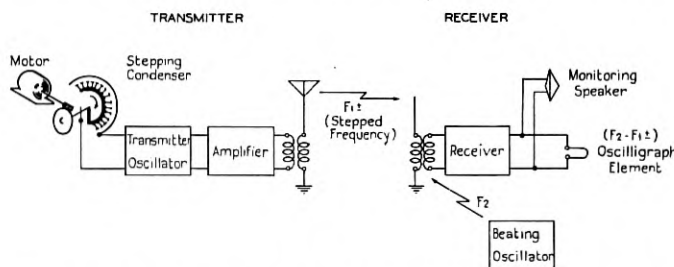 TRANSMITTER
RECEIVER
Motor
Stepping
Condenser
C
Transmitter
Oscillator
Amplifier
F1±
(Stepped
Frequency)
Receiver
Monitoring
Speaker
(F2-F1±)
Oscilligraph
Element
F2
Beating
Oscillator